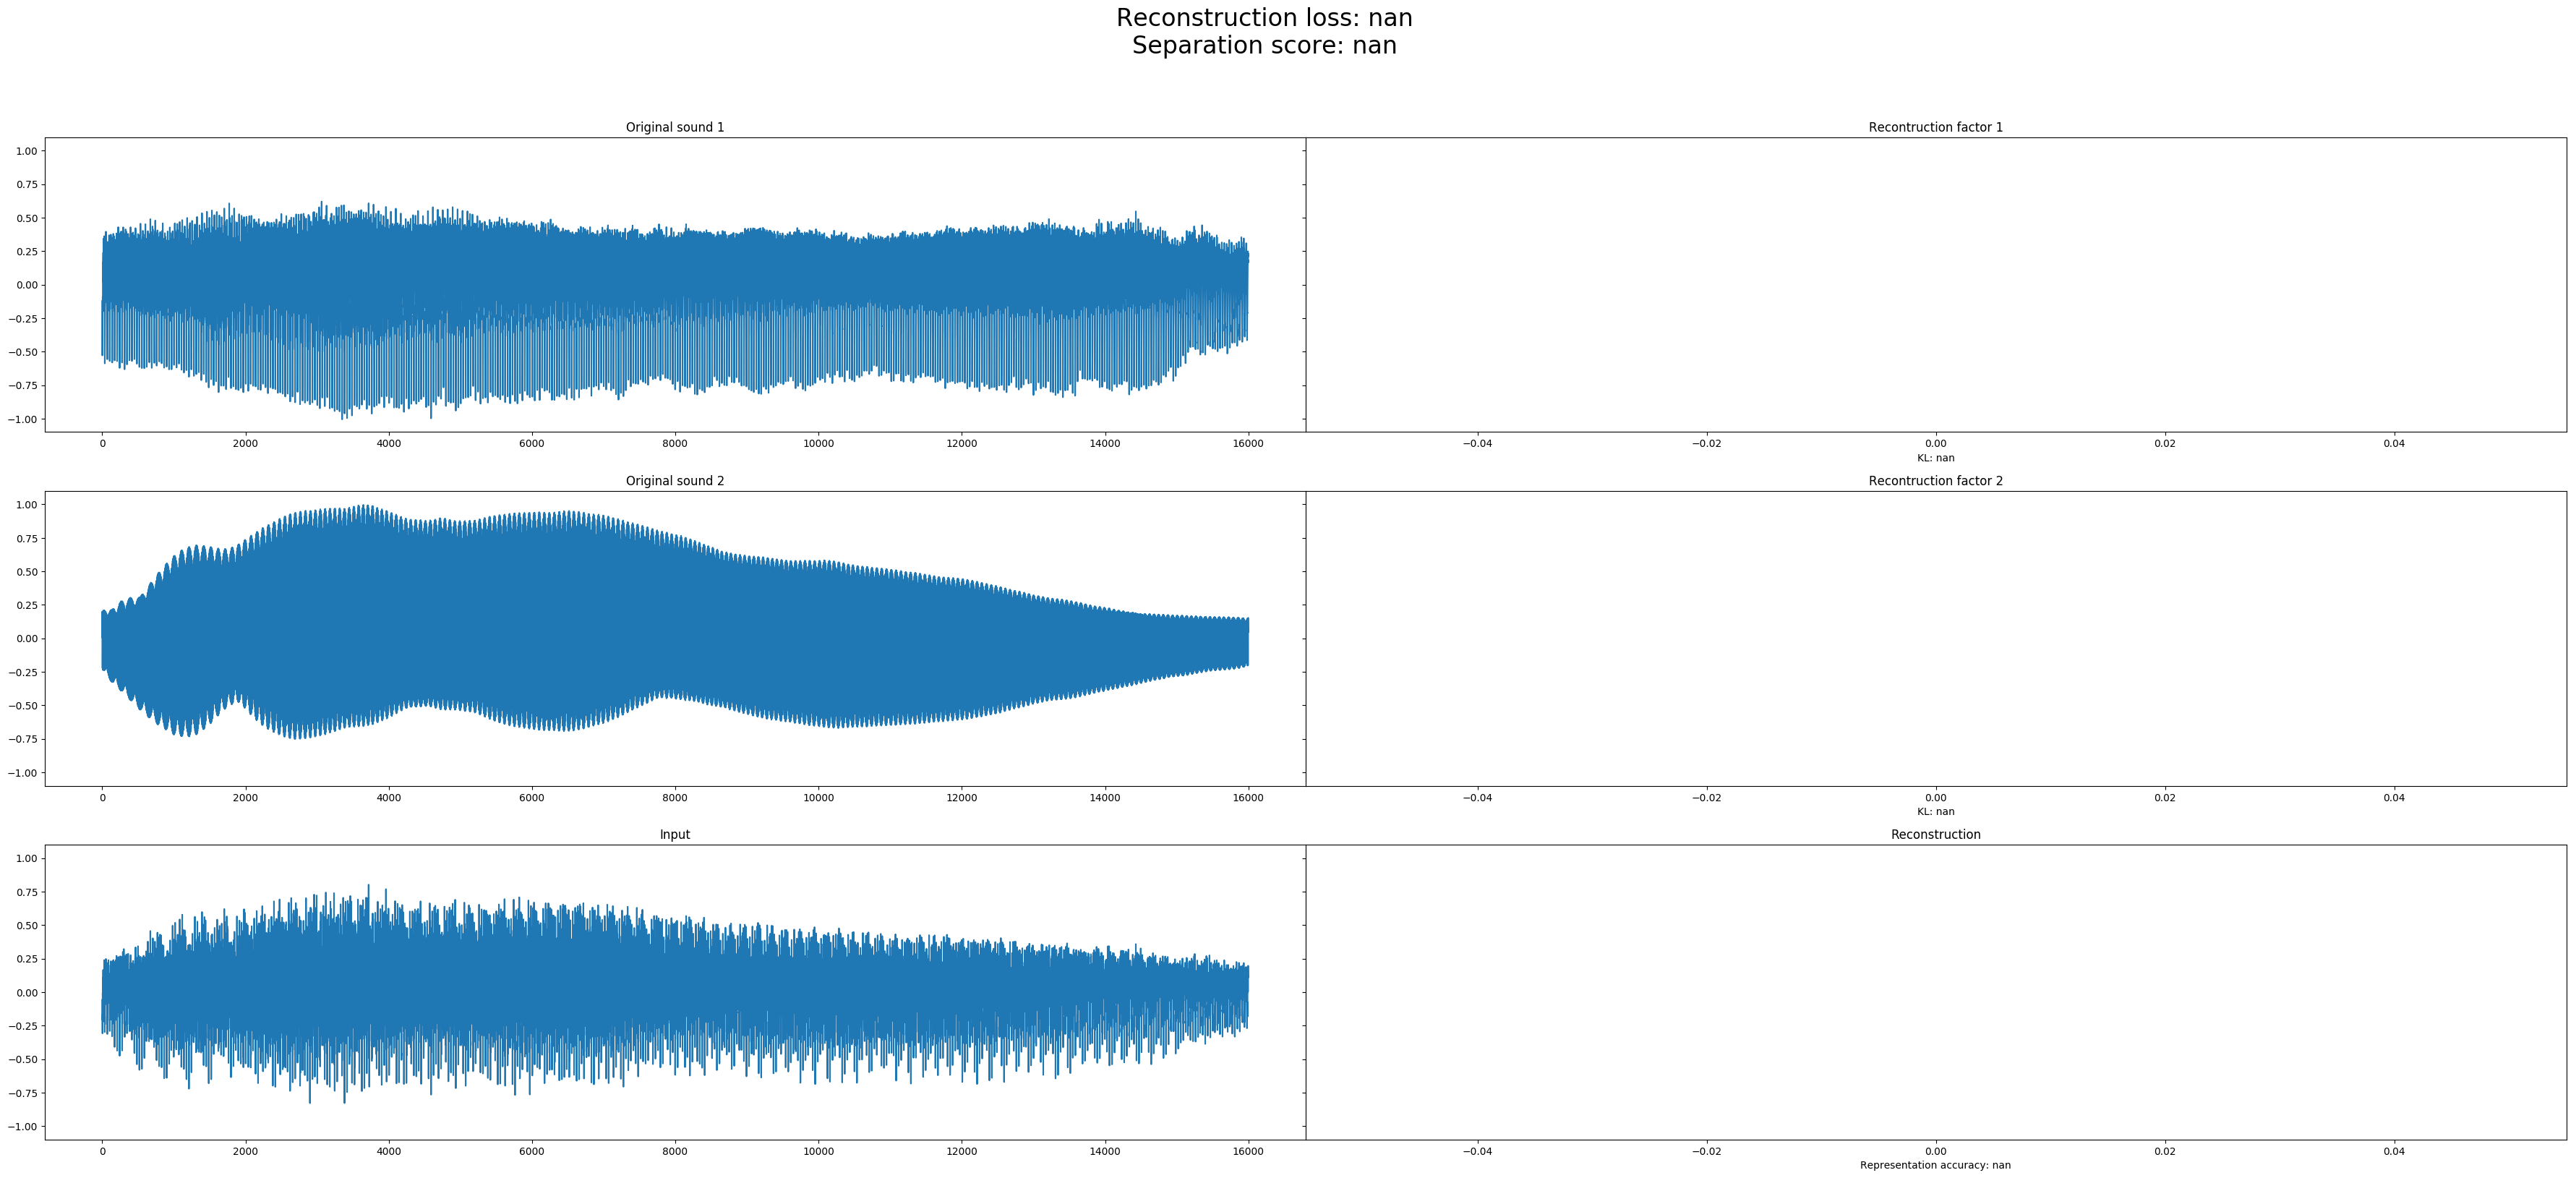 Reconstruction loss: nan
Separation score: nan
Original sound 1
Recontruction factor 1
1.00
0.75
0.50
0.25
0.00
−0.25
−0.50
−0.75
−1.00
0 2000 4000 6000 8000 10000 12000 14000 16000
−0.04 −0.02 0.00 0.02 0.04
KL: nan
Original sound 2
Recontruction factor 2
1.00
0.75
0.50
0.25
0.00
−0.25
−0.50
−0.75
−1.00
0 2000 4000 6000 8000 10000 12000 14000 16000
−0.04 −0.02 0.00 0.02 0.04
KL: nan
Input
Reconstruction
1.00
0.75
0.50
0.25
0.00
−0.25
−0.50
−0.75
−1.00
0 2000 4000 6000 8000 10000 12000 14000 16000
−0.04 −0.02 0.00 0.02 0.04
Representation accuracy: nan